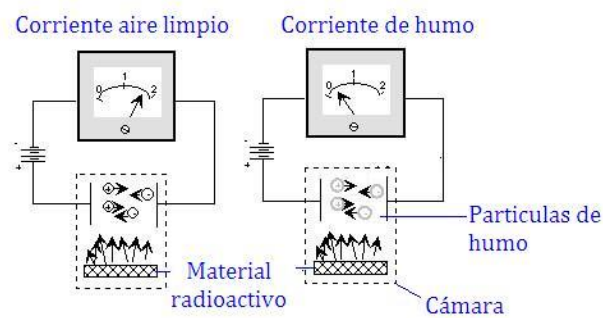 Corriente aire limpio
Corriente de humo
0 1 2
0 1 2
- +
- +
+ -
+ -
+ -
+ -
Particulas de
humo
Material
radioactivo
Cámara